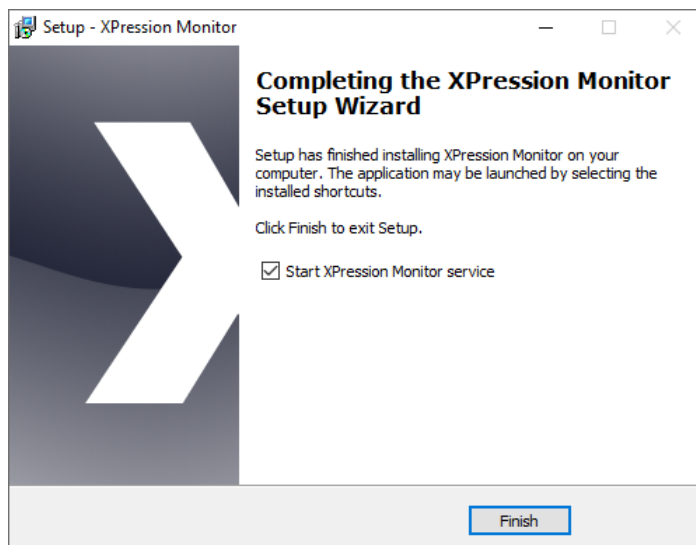 Setup - XPression Monitor
Completing the XPression Monitor
Setup Wizard
Setup has finished installing XPression Monitor on your
computer. The application may be launched by selecting the
installed shortcuts.
Click Finish to exit Setup.
Start XPression Monitor service
Finish